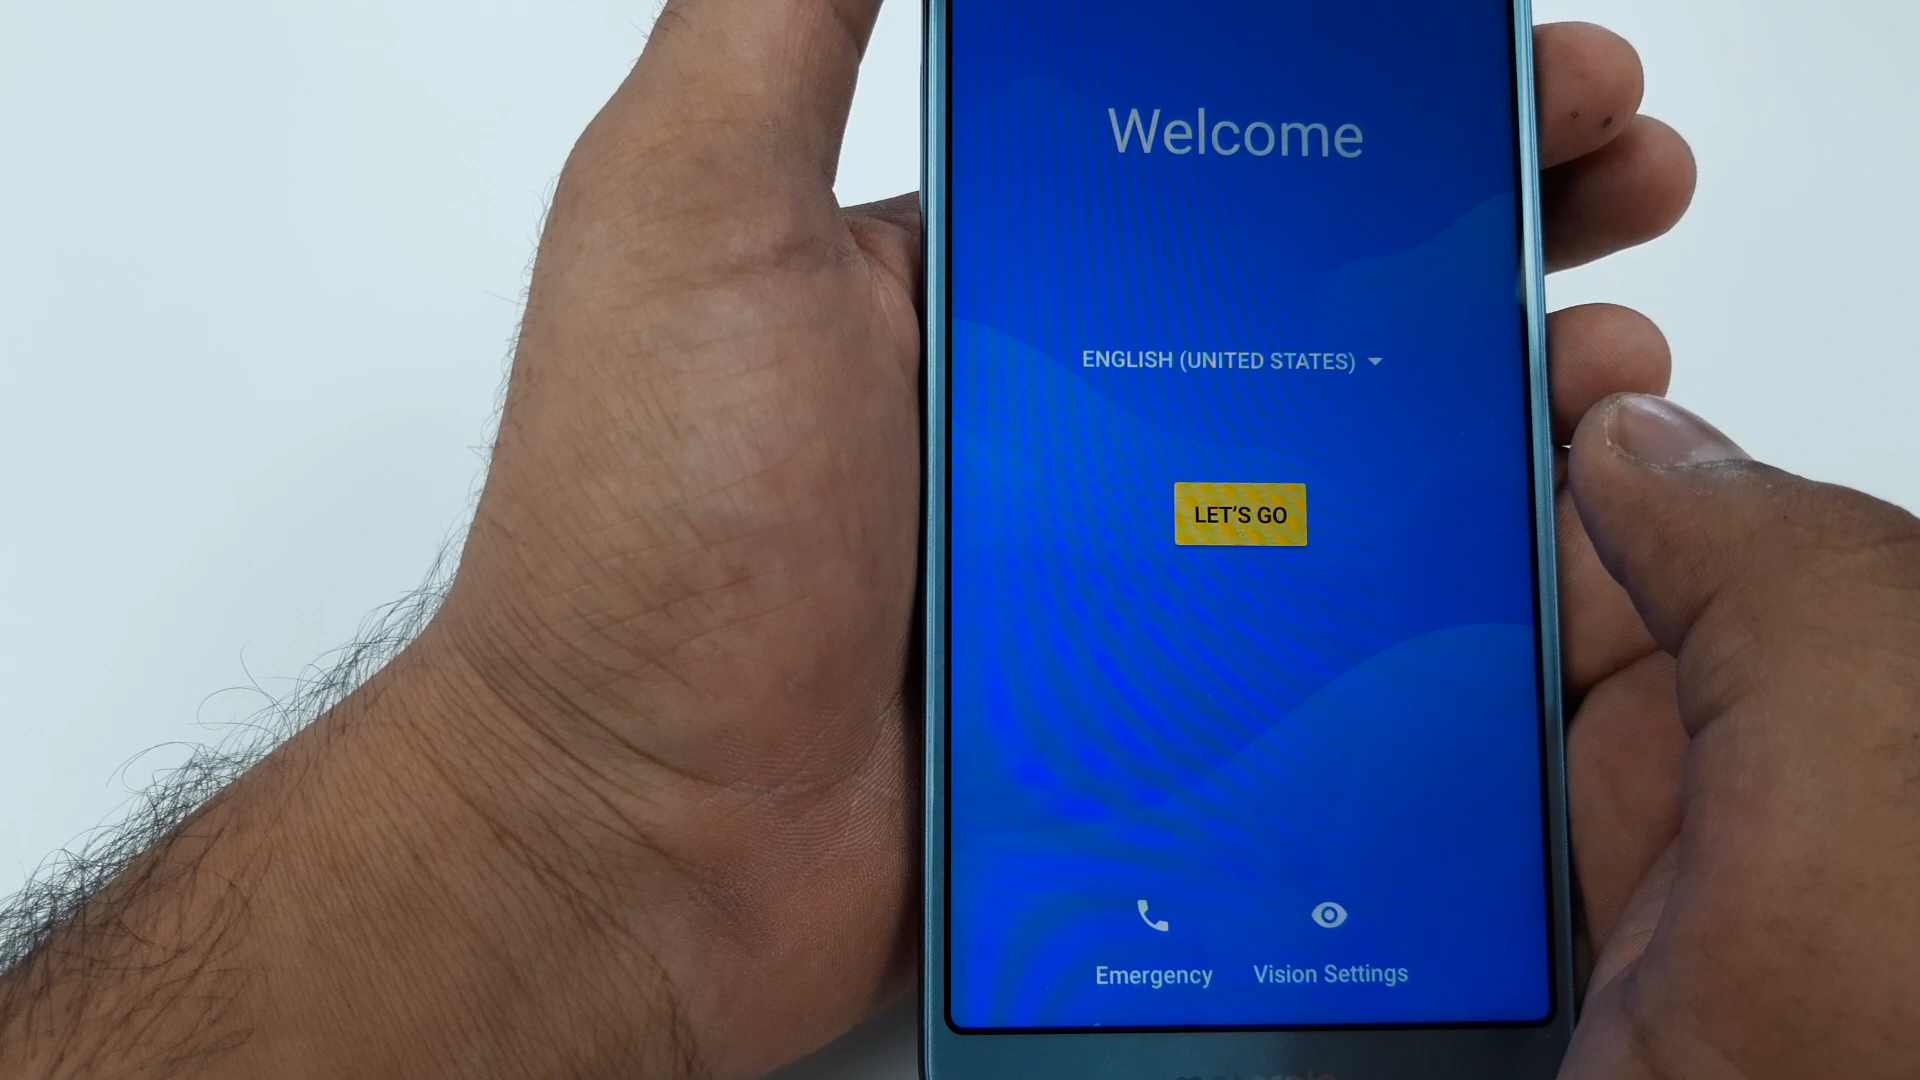 Welcome
ENGLISH (UNITED STATES)
LET'S GO
Emergency
Vision Settings